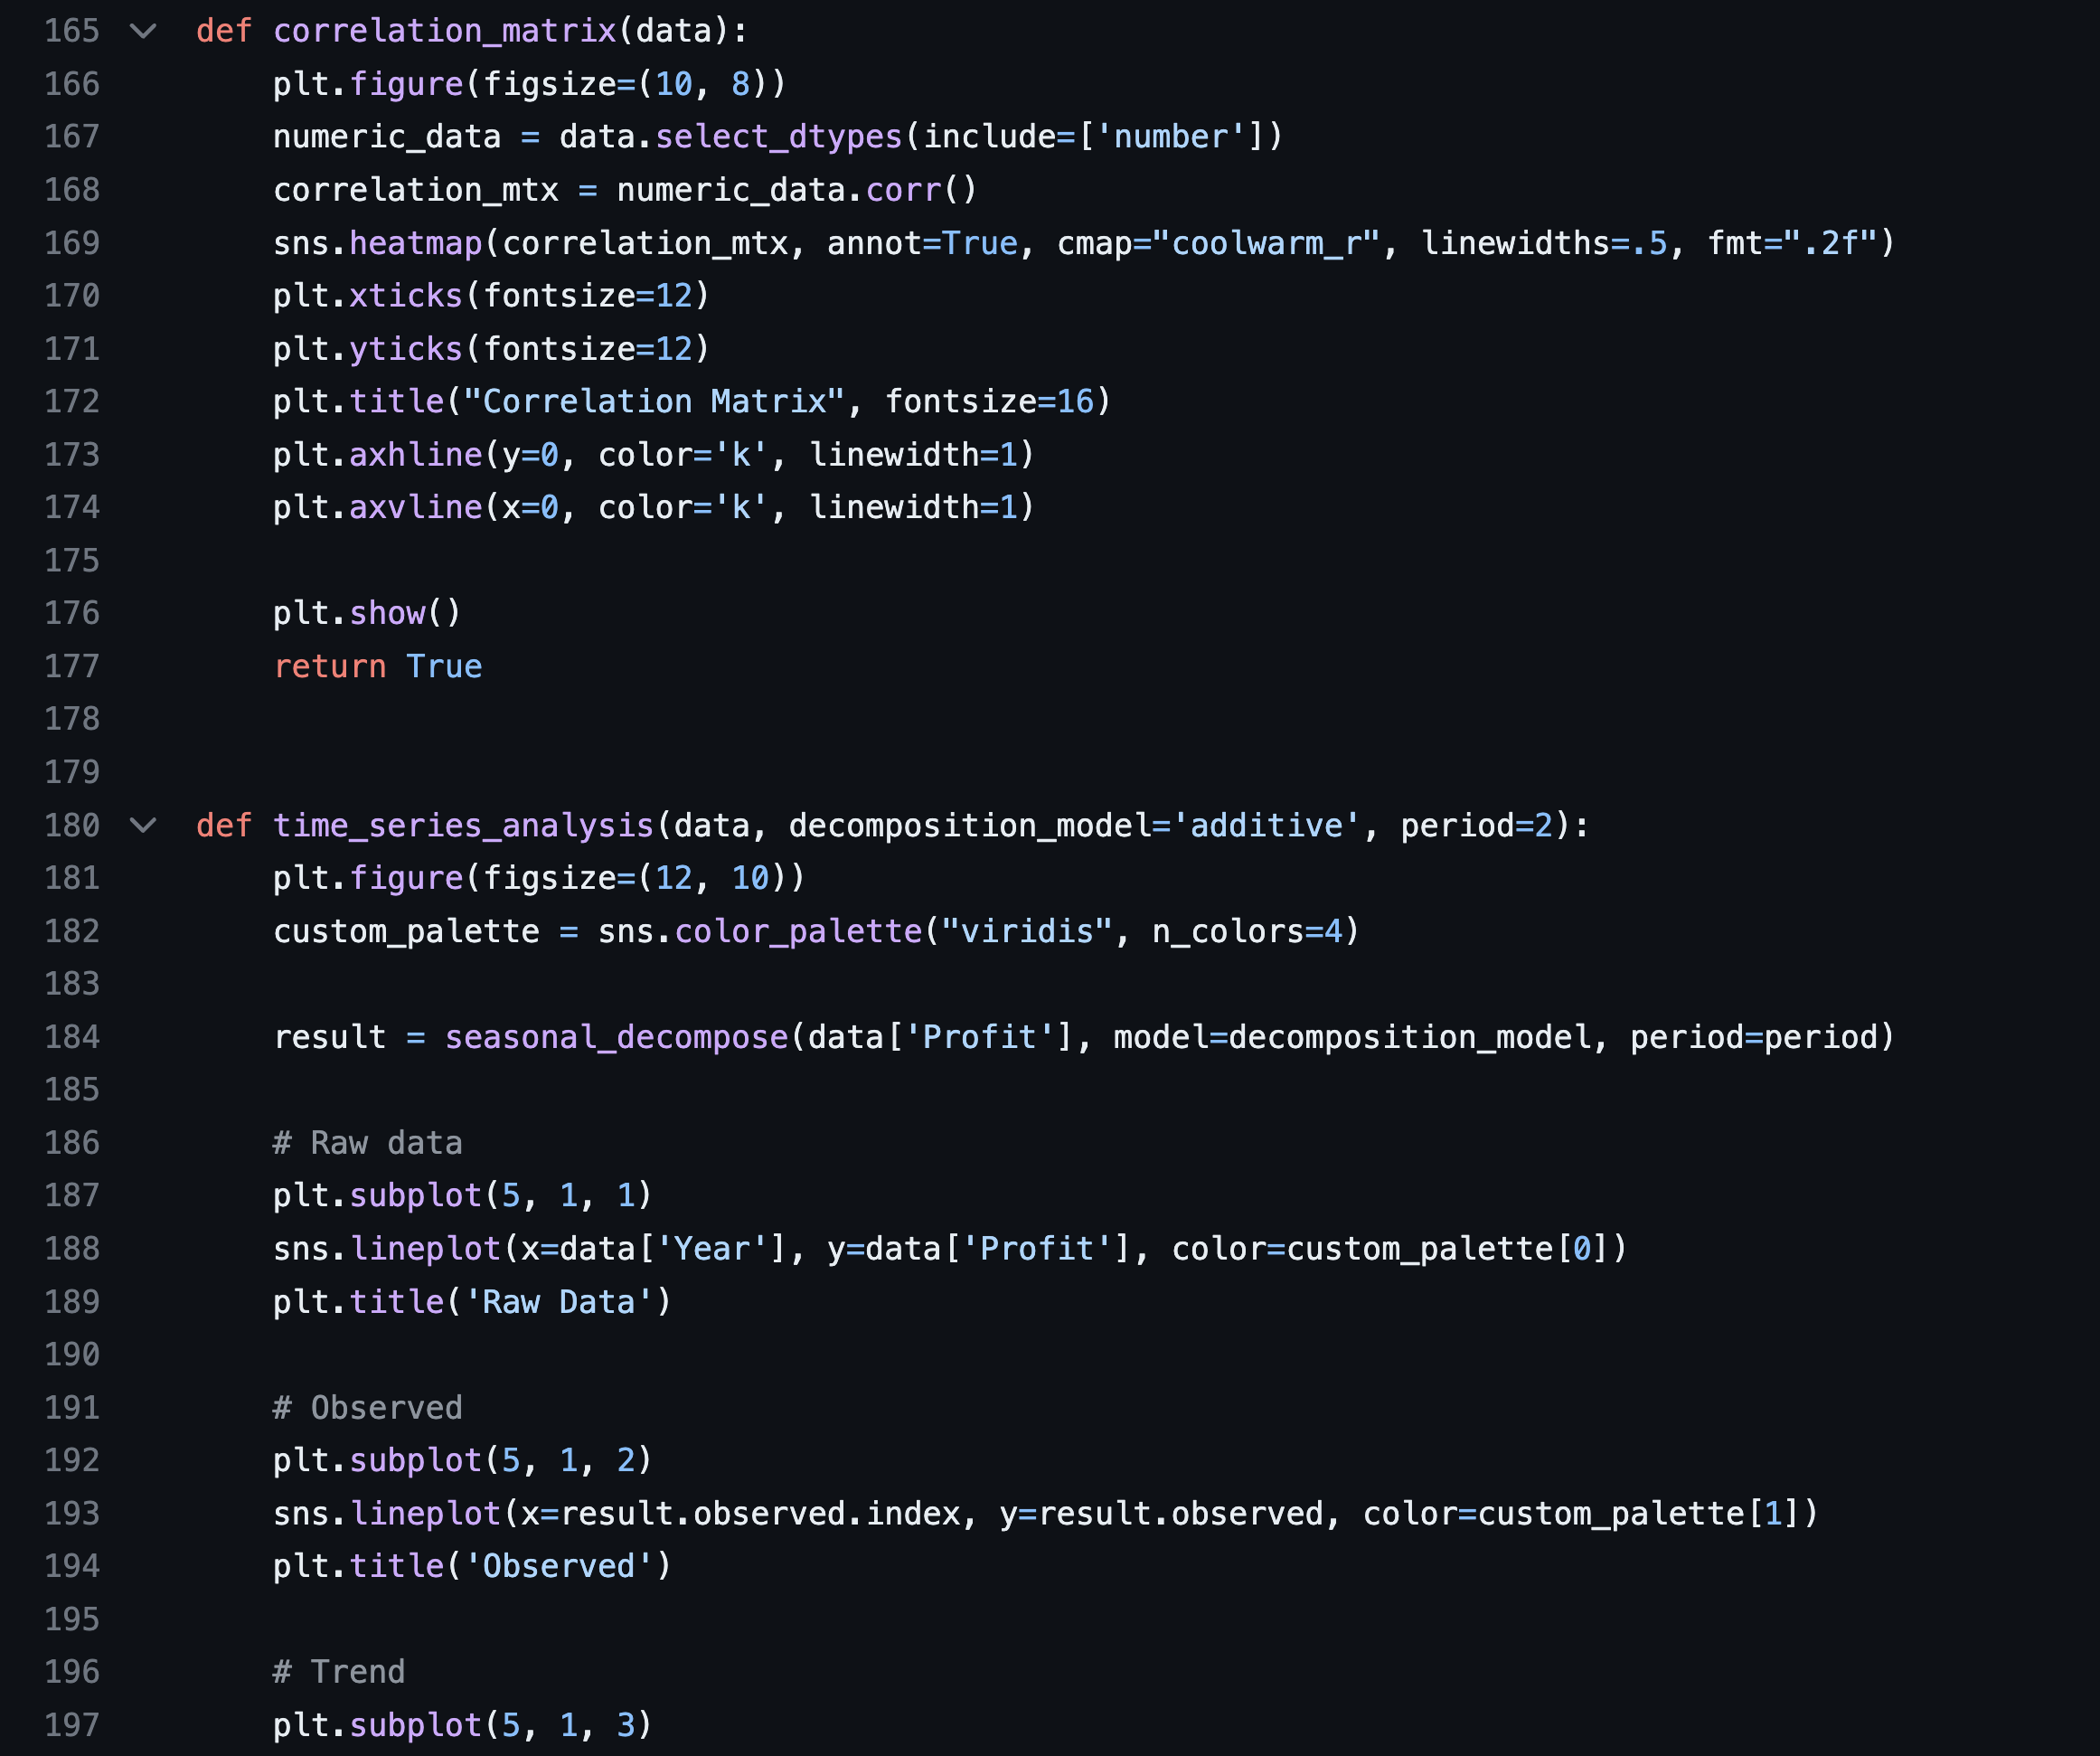 165 def correlation_matrix(data):
166     plt.figure(figsize=(10, 8))
167     numeric_data = data.select_dtypes(include=['number'])
168     correlation_mtx = numeric_data.corr()
169     sns.heatmap(correlation_mtx, annot=True, cmap="coolwarm_r", linewidths=.5, fmt=".2f")
170     plt.xticks(fontsize=12)
171     plt.yticks(fontsize=12)
172     plt.title("Correlation Matrix", fontsize=16)
173     plt.axhline(y=0, color='k', linewidth=1)
174     plt.axvline(x=0, color='k', linewidth=1)
175
176     plt.show()
177     return True
178
179
180 def time_series_analysis(data, decomposition_model='additive', period=2):
181     plt.figure(figsize=(12, 10))
182     custom_palette = sns.color_palette("viridis", n_colors=4)
183
184     result = seasonal_decompose(data['Profit'], model=decomposition_model, period=period)
185
186     # Raw data
187     plt.subplot(5, 1, 1)
188     sns.lineplot(x=data['Year'], y=data['Profit'], color=custom_palette[0])
189     plt.title('Raw Data')
190
191     # Observed
192     plt.subplot(5, 1, 2)
193     sns.lineplot(x=result.observed.index, y=result.observed, color=custom_palette[1])
194     plt.title('Observed')
195
196     # Trend
197     plt.subplot(5, 1, 3)